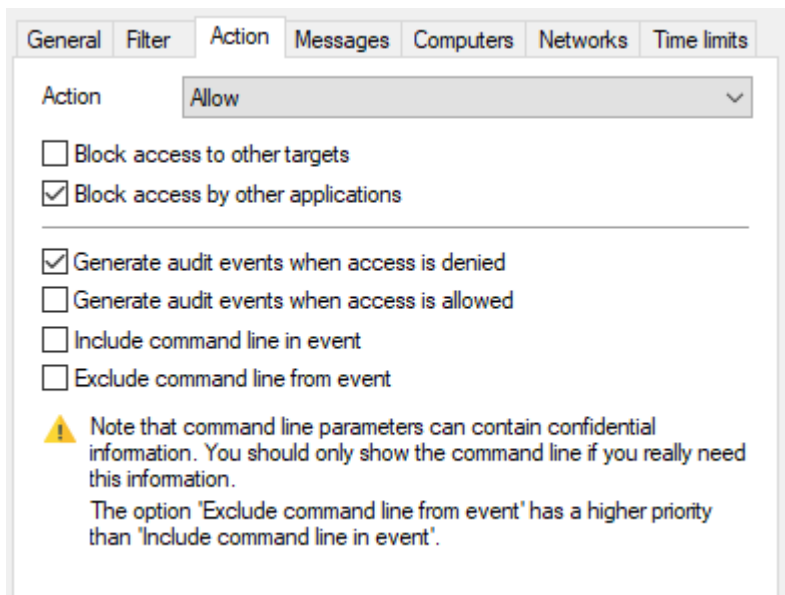 General Filter Action Messages Computers Networks Time limits
Action Allow
Block access to other targets
Block access by other applications
Generate audit events when access is denied
Generate audit events when access is allowed
Include command line in event
Exclude command line from event
Note that command line parameters can contain confidential
information. You should only show the command line if you really need
this information.
The option 'Exclude command line from event' has a higher priority
than 'Include command line in event'.